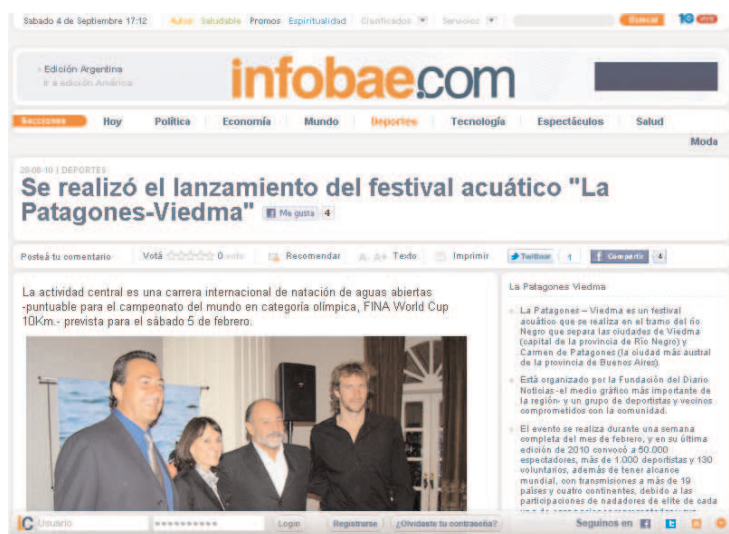 Sabado 4 de Septiembre 17:12 Autos Saludable Promos Espiritualidad Clasificados Servicios Buscar
Edición Argentina
Ir a edición América
infobae.com
Secciones Hoy Política Economía Mundo Deportes Tecnología Espectáculos Salud
Moda
DEPORTES
Se realizó el lanzamiento del festival acuático "La
Patagones-Viedma" Me gusta 4
Posteá tu comentario Votá 0 Recomendar A- A+ Texto Imprimir Twittear 1 Compartir 4
La actividad central es una carrera internacional de natación de aguas abiertas
-puntuable para el campeonato del mundo en categoría olímpica, FINA World Cup
10Km.- prevista para el sábado 5 de febrero.
La Patagones Viedma
La Patagones – Viedma es un festival
acuático que se realiza en el tramo del río
Negro que separa las ciudades de Viedma
(capital de la provincia de Río Negro) y
Carmen de Patagones (la ciudad más austral
de la provincia de Buenos Aires)
Está organizado por la Fundación del Diario
Noticias -el medio gráfico más importante de
la región- y un grupo de deportistas y vecinos
comprometidos con la comunidad.
El evento se realiza durante una semana
completa del mes de febrero, y en su última
edición de 2010 convocó a 50.000
espectadores, más de 1.000 deportistas y 130
voluntarios, además de tener alcance
mundial, con transmisiones a más de 19
países y cuatro continentes, debido a las
participaciones de nadadores de elite de cada
IC Usuario ********** Login Registrarse ¿Olvidaste tu contraseña? Seguinos en